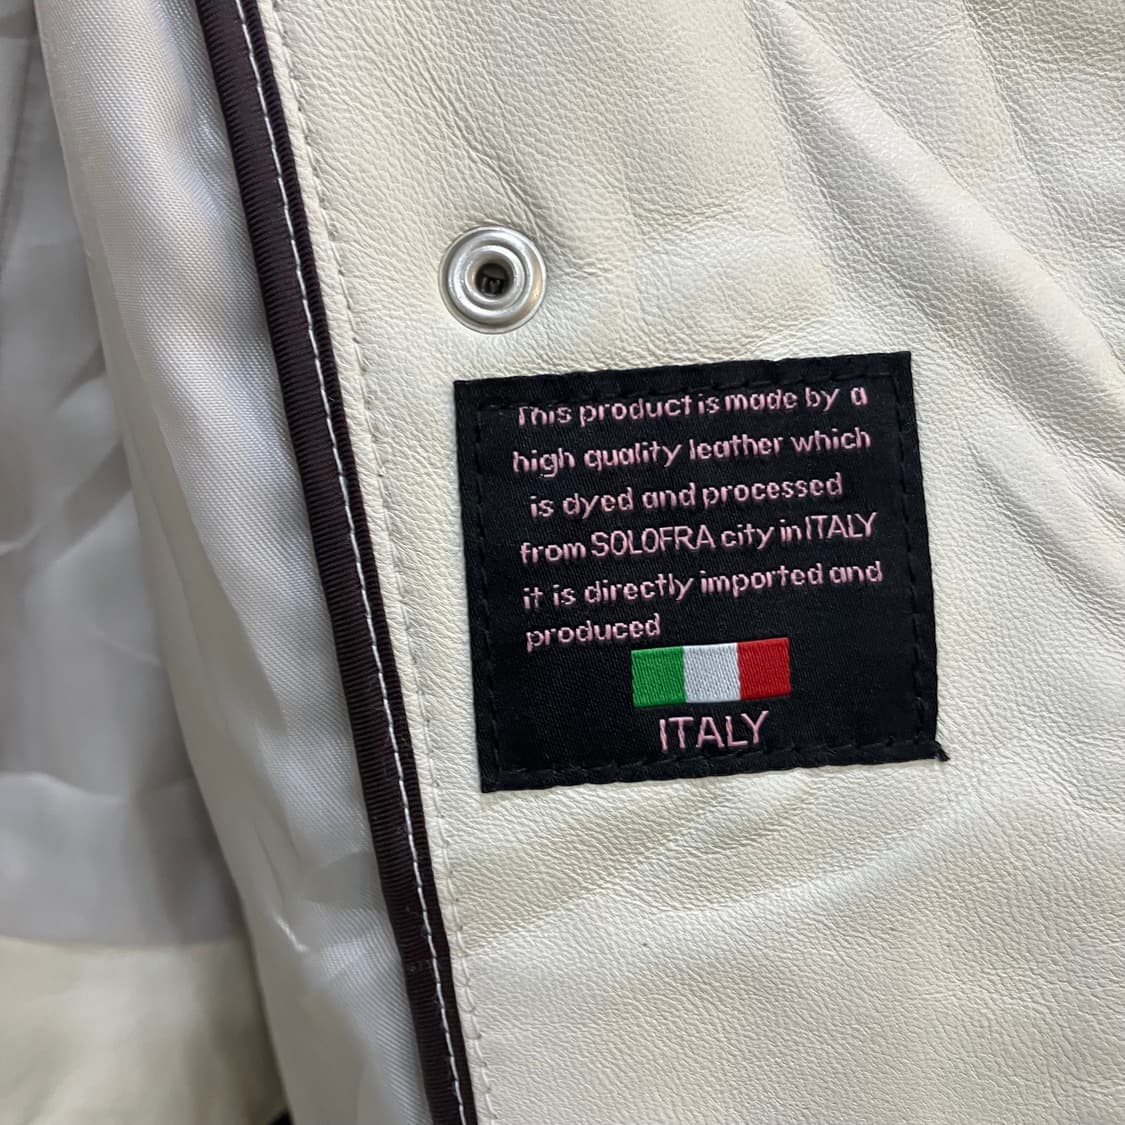 This product is made by a
high quality leather which
is dyed and processed
from SOLOFRA city in ITALY
it is directly imported and
produced
ITALY